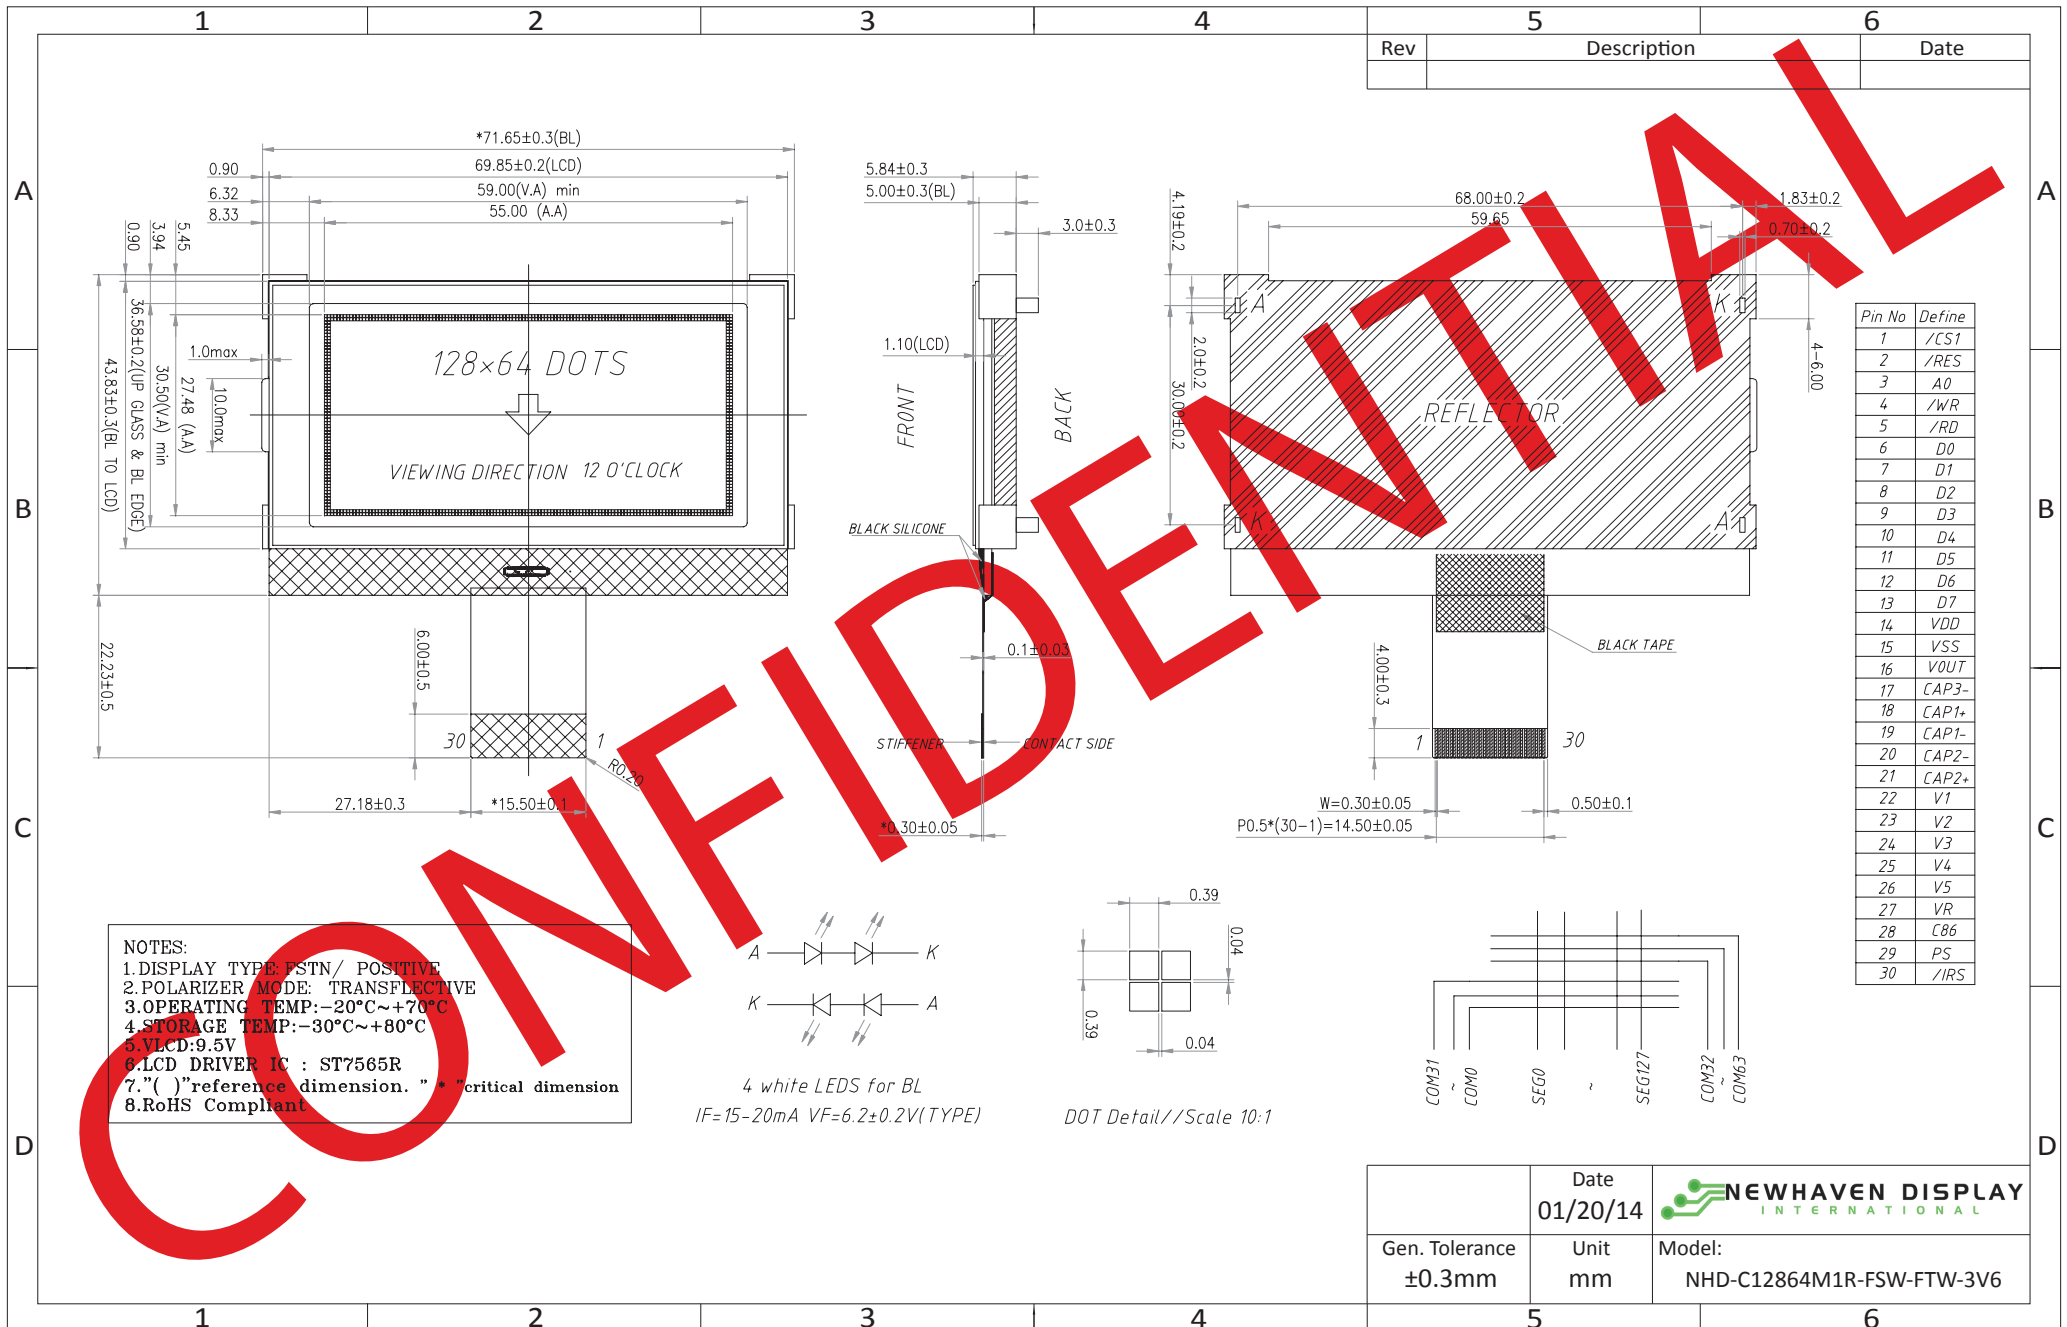 1 2 3 4 5 6
Rev Description Date
A A
B B
C C
D D
*71.65±0.3(BL)
0.90 69.85±0.2(LCD)
6.32 59.00(V.A) min
8.33 55.00 (A.A)
5.45
3.94
0.90
36.58±0.2(UP GLASS & BL EDGE)
43.83±0.3(BL TO LCD)
30.50(V.A) min
27.48 (A.A)
1.0max
10.0max
128×64 DOTS
VIEWING DIRECTION 12 O'CLOCK
22.23±0.5
6.00±0.5
30 1
R0.20
27.18±0.3 *15.50±0.1
5.84±0.3
5.00±0.3(BL)
3.0±0.3
1.10(LCD)
FRONT
BACK
BLACK SILICONE
0.1±0.03
STIFFENER CONTACT SIDE
*0.30±0.05
4.19±0.2
68.00±0.2 1.83±0.2
59.65
0.70±0.2
2.0±0.2
30.00±0.2
4-6.00
A K
REFLECTOR
K A
BLACK TAPE
4.00±0.3
1 30
W=0.30±0.05 0.50±0.1
P0.5*(30-1)=14.50±0.05
Pin No Define
1 /CS1
2 /RES
3 A0
4 /WR
5 /RD
6 D0
7 D1
8 D2
9 D3
10 D4
11 D5
12 D6
13 D7
14 VDD
15 VSS
16 VOUT
17 CAP3-
18 CAP1+
19 CAP1-
20 CAP2-
21 CAP2+
22 V1
23 V2
24 V3
25 V4
26 V5
27 VR
28 C86
29 PS
30 /IRS
CONFIDENTIAL
NOTES:
1.DISPLAY TYPE: FSTN/ POSITIVE
2.POLARIZER MODE: TRANSFLECTIVE
3.OPERATING TEMP:-20°C~+70°C
4.STORAGE TEMP:-30°C~+80°C
5.VLCD:9.5V
6.LCD DRIVER IC : ST7565R
7."( )"reference dimension. " * "critical dimension
8.RoHS Compliant
A K
K A
4 white LEDS for BL
IF=15-20mA VF=6.2±0.2V(TYPE)
0.39
0.04
0.39
0.04
DOT Detail//Scale 10:1
COM31
~
COM0
SEG0
~
SEG127
COM32
~
COM63
Date
01/20/14
NEWHAVEN DISPLAY
INTERNATIONAL
Gen. Tolerance
±0.3mm
Unit
mm
Model:
NHD-C12864M1R-FSW-FTW-3V6
1 2 3 4 5 6